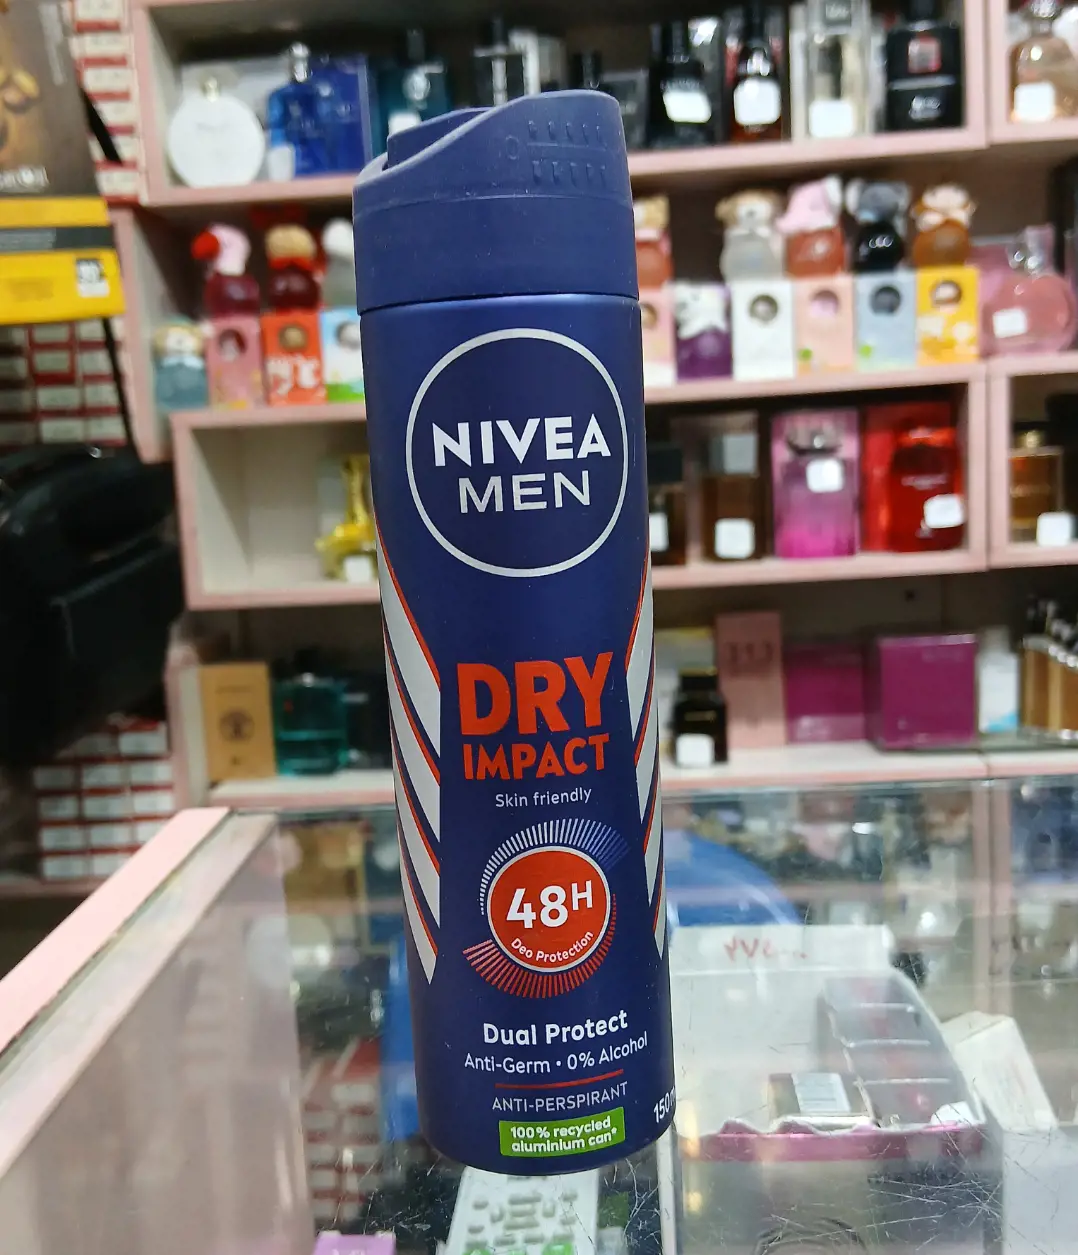 NIVEA
MEN
DRY
IMPACT
Skin friendly
48H
Deo Protection
Dual Protect
Anti-Germ • 0% Alcohol
ANTI-PERSPIRANT
100% recycled
aluminium can*